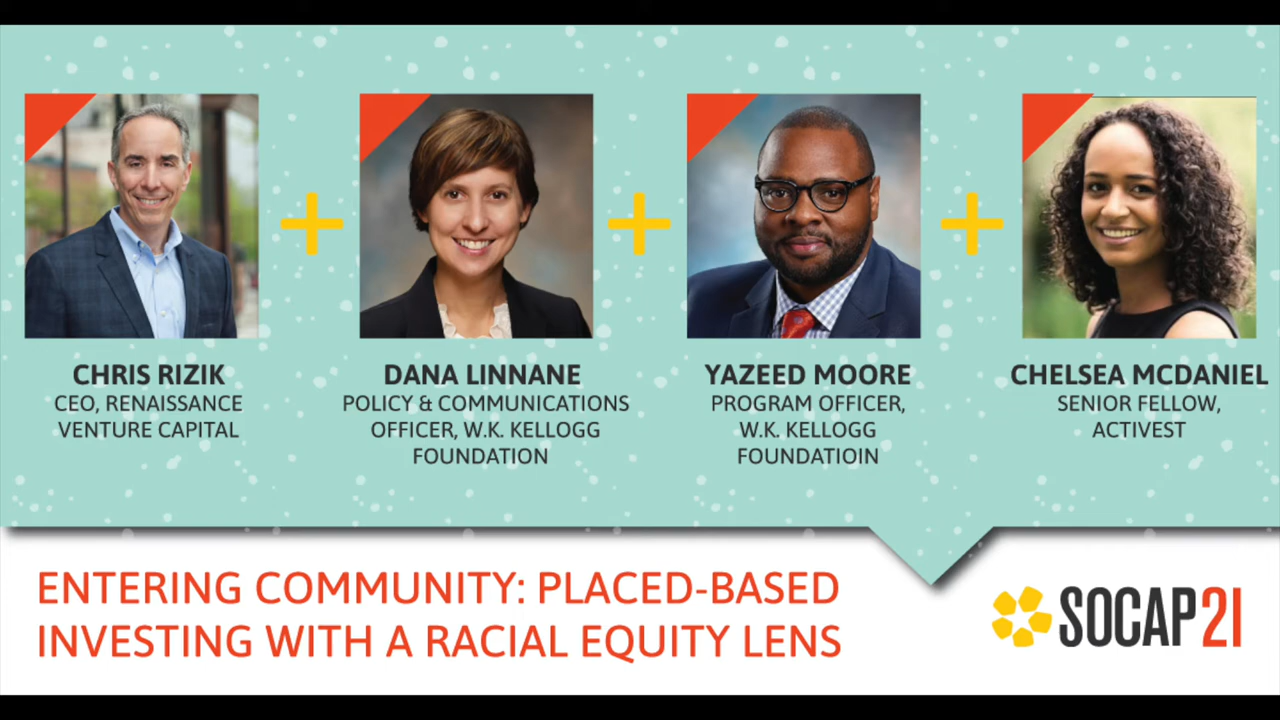 CHRIS RIZIK
CEO, RENAISSANCE
VENTURE CAPITAL
DANA LINNANE
POLICY & COMMUNICATIONS
OFFICER, W.K. KELLOGG
FOUNDATION
YAZEED MOORE
PROGRAM OFFICER,
W.K. KELLOGG
FOUNDATIOIN
CHELSEA MCDANIEL
SENIOR FELLOW,
ACTIVEST
ENTERING COMMUNITY: PLACED-BASED
INVESTING WITH A RACIAL EQUITY LENS
SOCAP21